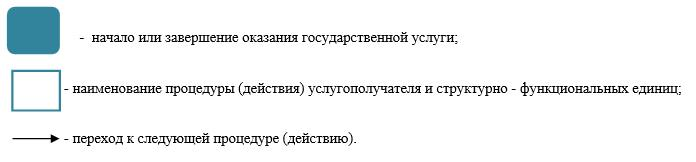 - начало или завершение оказания государственной услуги;
- наименование процедуры (действия) услугополучателя и структурно - функциональных единиц;
- переход к следующей процедуре (действию).